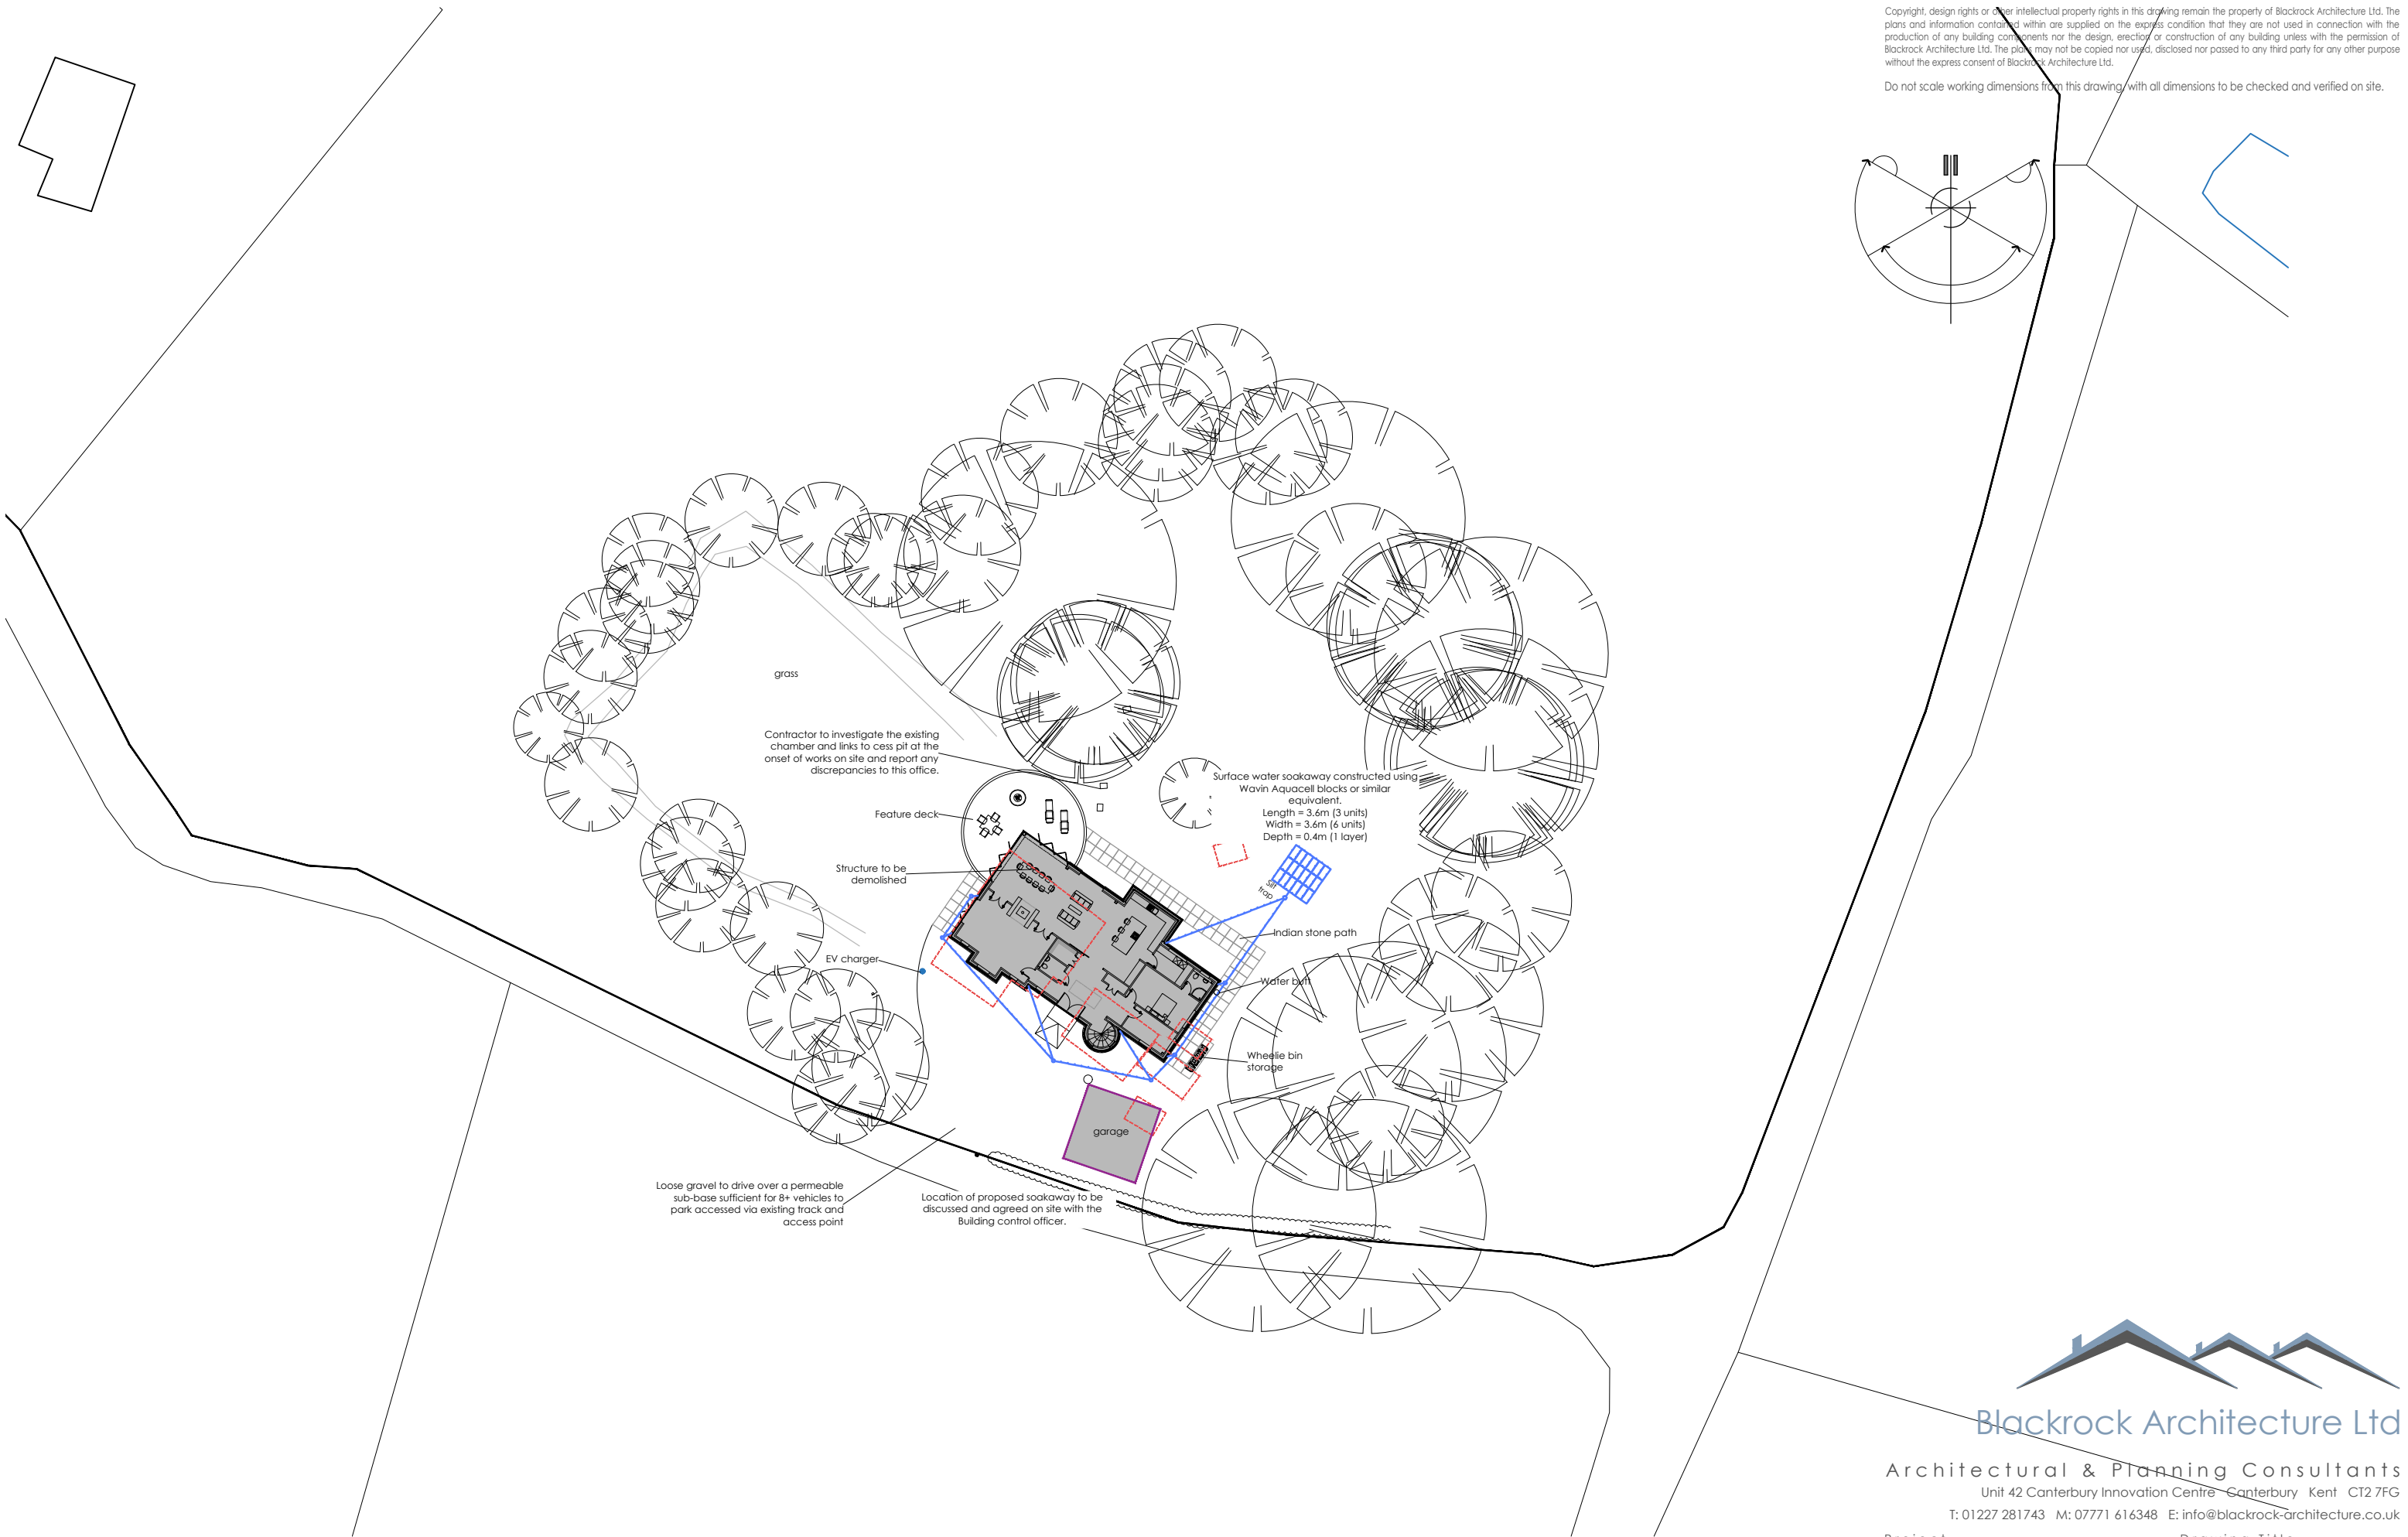 Copyright, design rights or other intellectual property rights in this drawing remain the property of Blackrock Architecture Ltd. The
plans and information contained within are supplied on the express condition that they are not used in connection with the
production of any building components nor the design, erection or construction of any building unless with the permission of
Blackrock Architecture Ltd. The plans may not be copied nor used, disclosed nor passed to any third party for any other purpose
without the express consent of Blackrock Architecture Ltd.
Do not scale working dimensions from this drawing, with all dimensions to be checked and verified on site.
grass
Contractor to investigate the existing
chamber and links to cess pit at the
onset of works on site and report any
discrepancies to this office.
Surface water soakaway constructed using
Wavin Aquacell blocks or similar
equivalent.
Length = 3.6m (3 units)
Width = 3.6m (6 units)
Depth = 0.4m (1 layer)
Feature deck
Structure to be
demolished
Silt
trap
Indian stone path
EV charger
Water butt
Wheelie bin
storage
garage
Loose gravel to drive over a permeable
sub-base sufficient for 8+ vehicles to
park accessed via existing track and
access point
Location of proposed soakaway to be
discussed and agreed on site with the
Building control officer.
Blackrock Architecture Ltd
Architectural & Planning Consultants
Unit 42 Canterbury Innovation Centre Canterbury Kent CT2 7FG
T: 01227 281743 M: 07771 616348 E: info@blackrock-architecture.co.uk
Project Drawing Title